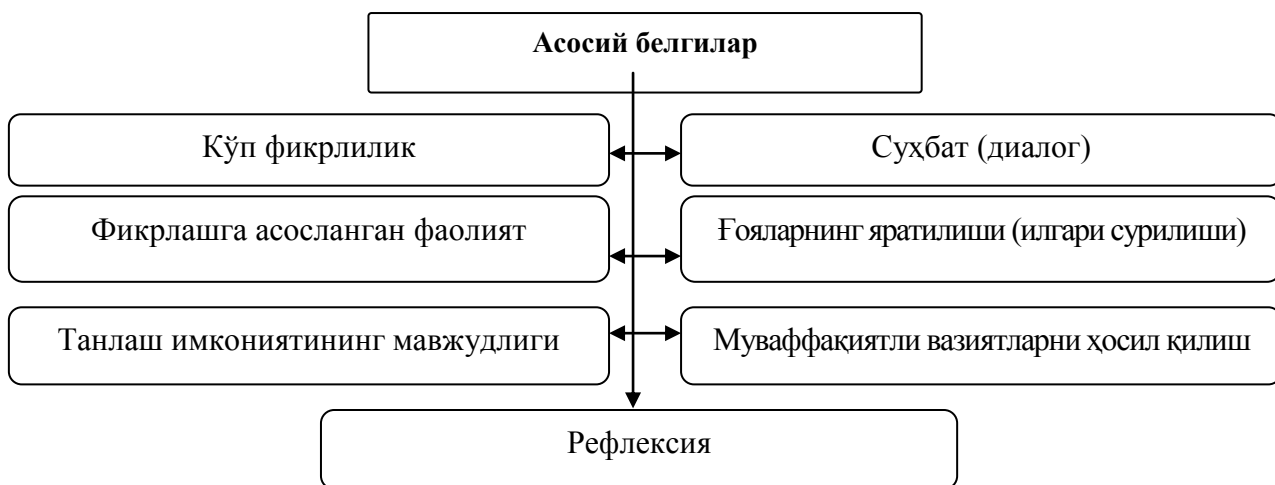 Асосий белгилар
Кўп фикрлилик
Суҳбат (диалог)
Фикрлашга асосланган фаолият
Ғояларнинг яратилиши (илгари сурилиши)
Танлаш имкониятининг мавжудлиги
Муваффақиятли вазиятларни ҳосил қилиш
Рефлексия